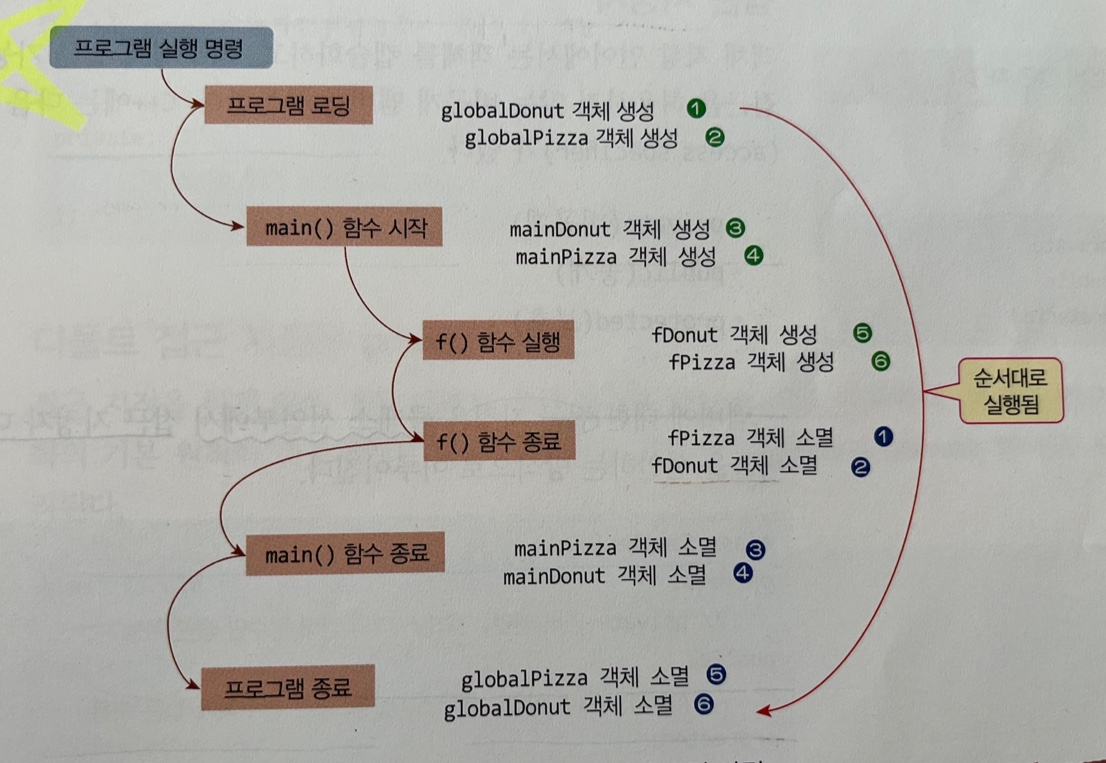 프로그램 실행 명령
프로그램 로딩
globalDonut 객체 생성 ❶
globalPizza 객체 생성 ❷
main() 함수 시작
mainDonut 객체 생성 ❸
mainPizza 객체 생성 ❹
f() 함수 실행
fDonut 객체 생성 ❺
fPizza 객체 생성 ❻
순서대로
실행됨
f() 함수 종료
fPizza 객체 소멸 ❶
fDonut 객체 소멸 ❷
main() 함수 종료
mainPizza 객체 소멸 ❸
mainDonut 객체 소멸 ❹
프로그램 종료
globalPizza 객체 소멸 ❺
globalDonut 객체 소멸 ❻